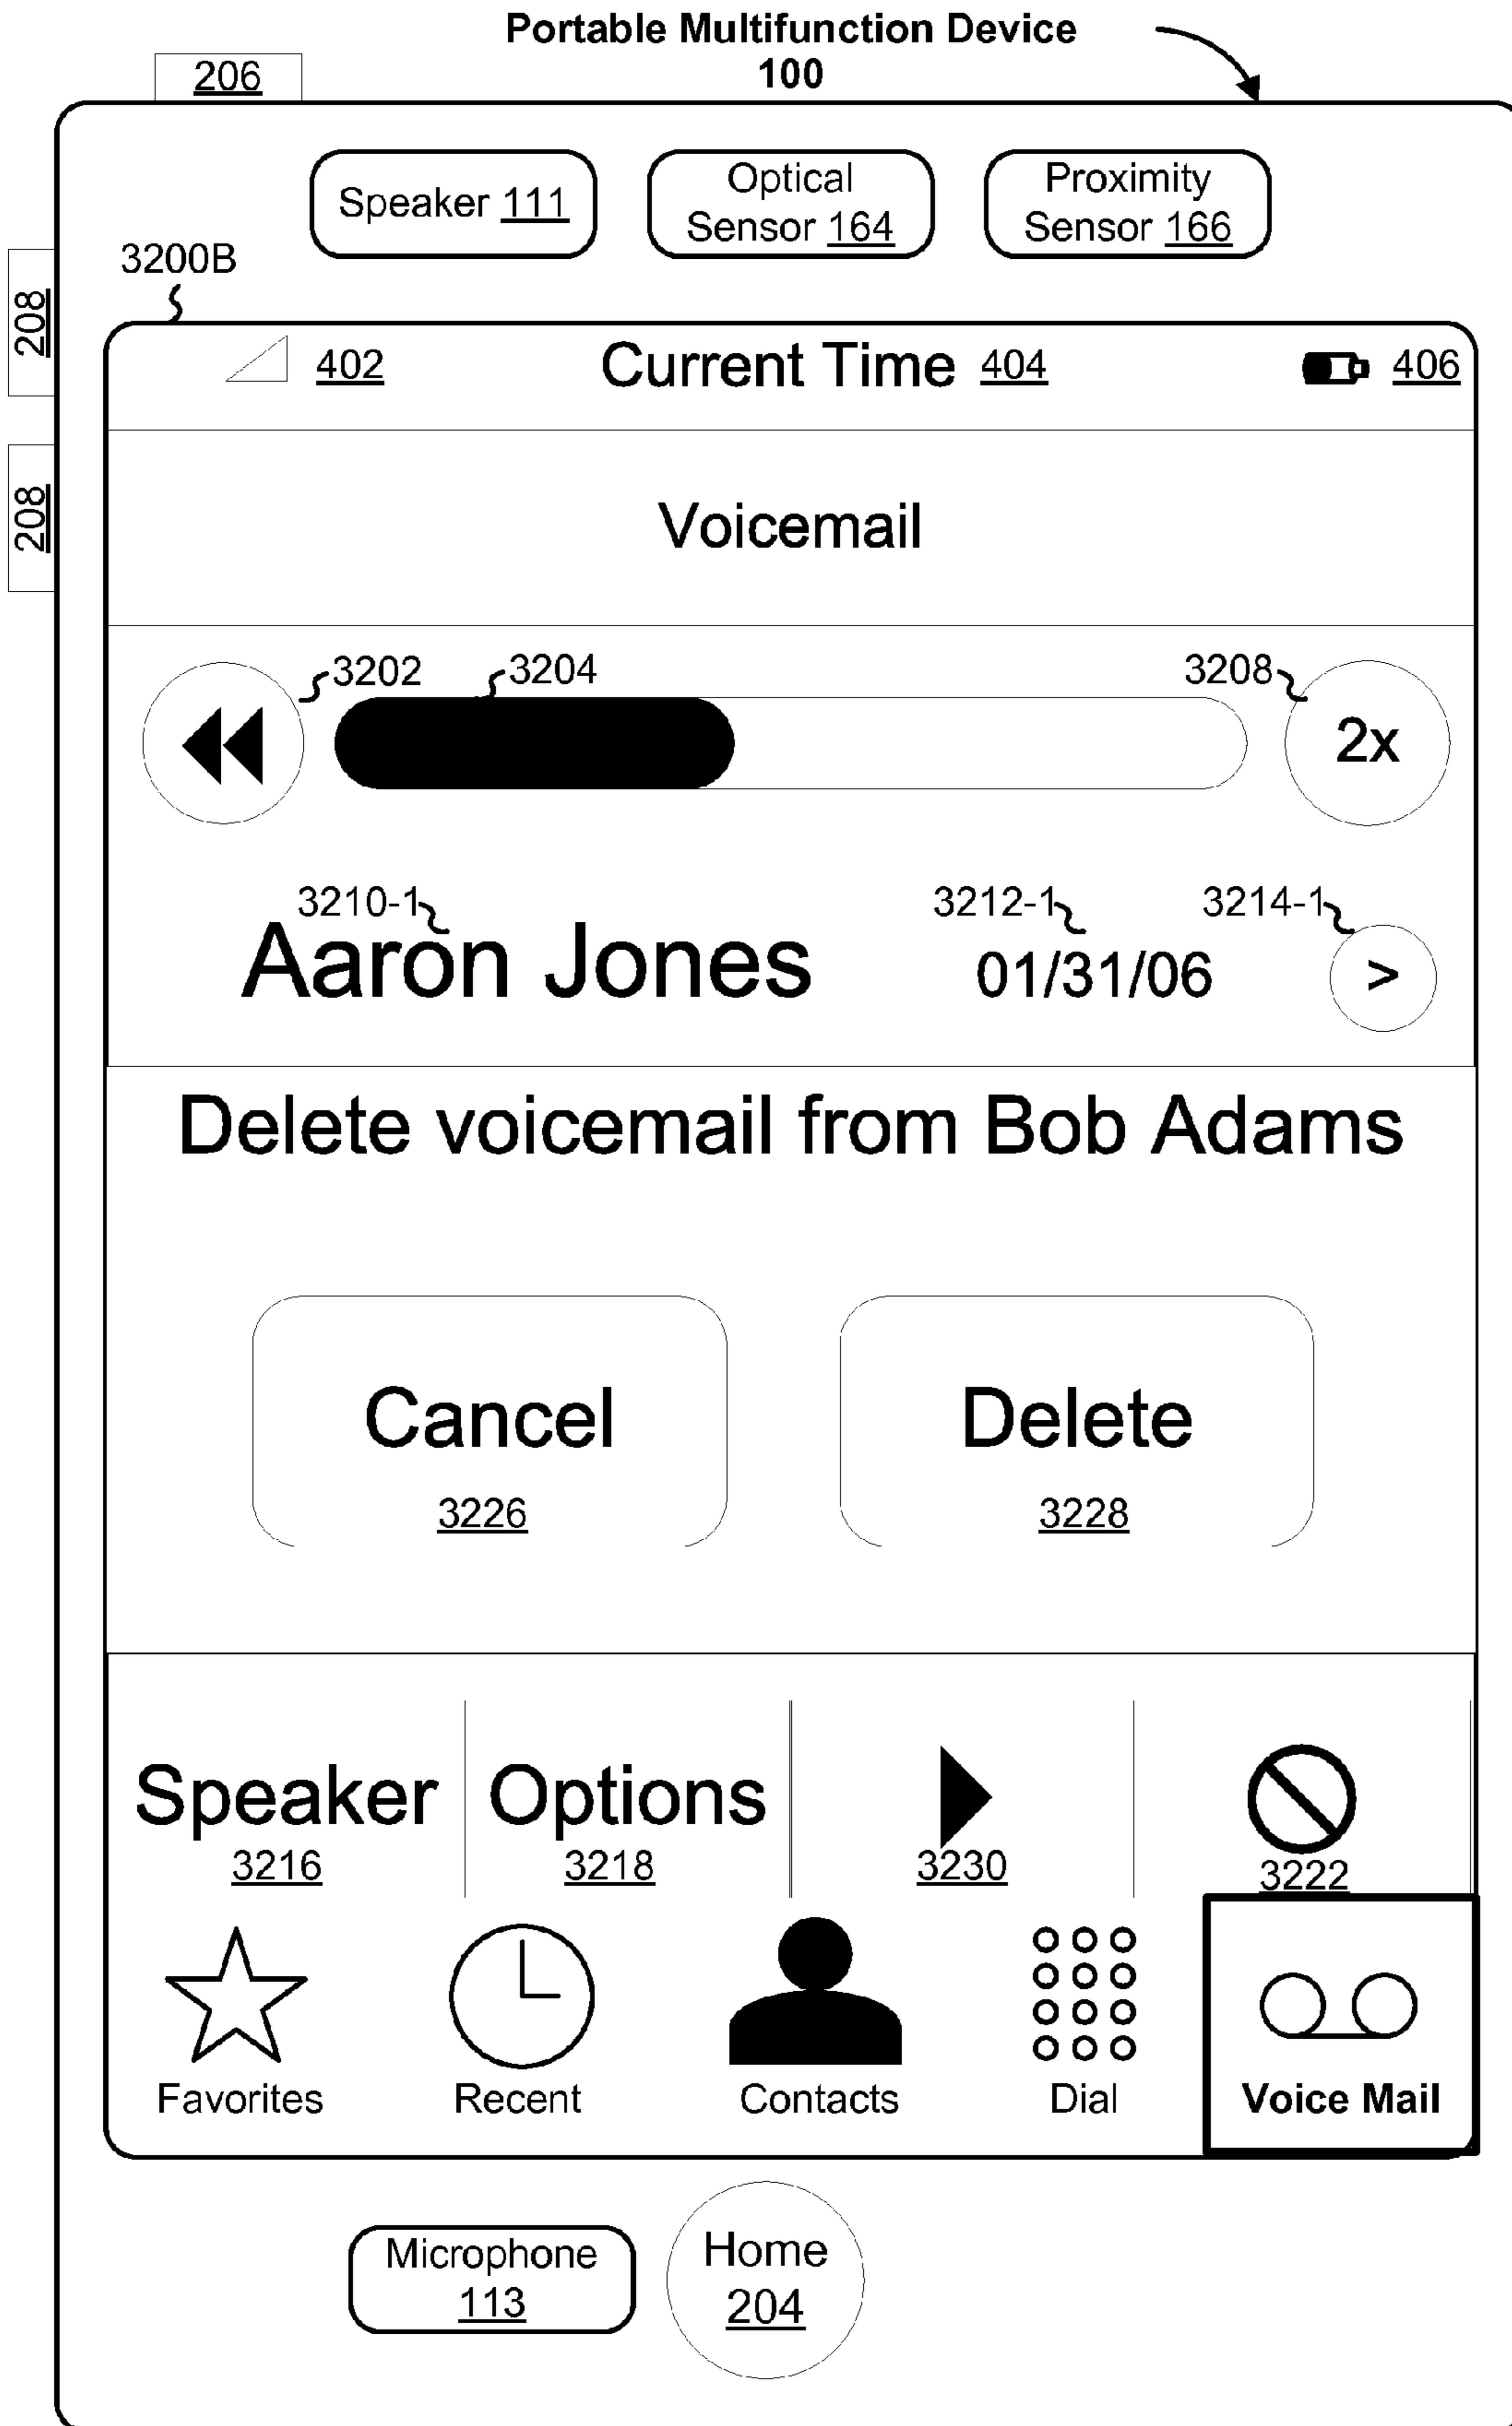 Portable Multifunction Device
100
206
Speaker 111
Optical
Sensor 164
Proximity
Sensor 166
3200B
208
208
402
Current Time 404
406
Voicemail
3202
3204
3208
2x
3210-1
3212-1
3214-1
Aaron Jones
01/31/06
>
Delete voicemail from Bob Adams
Cancel
3226
Delete
3228
Speaker
3216
Options
3218
3230
3222
Favorites
Recent
Contacts
Dial
Voice Mail
Microphone
113
Home
204